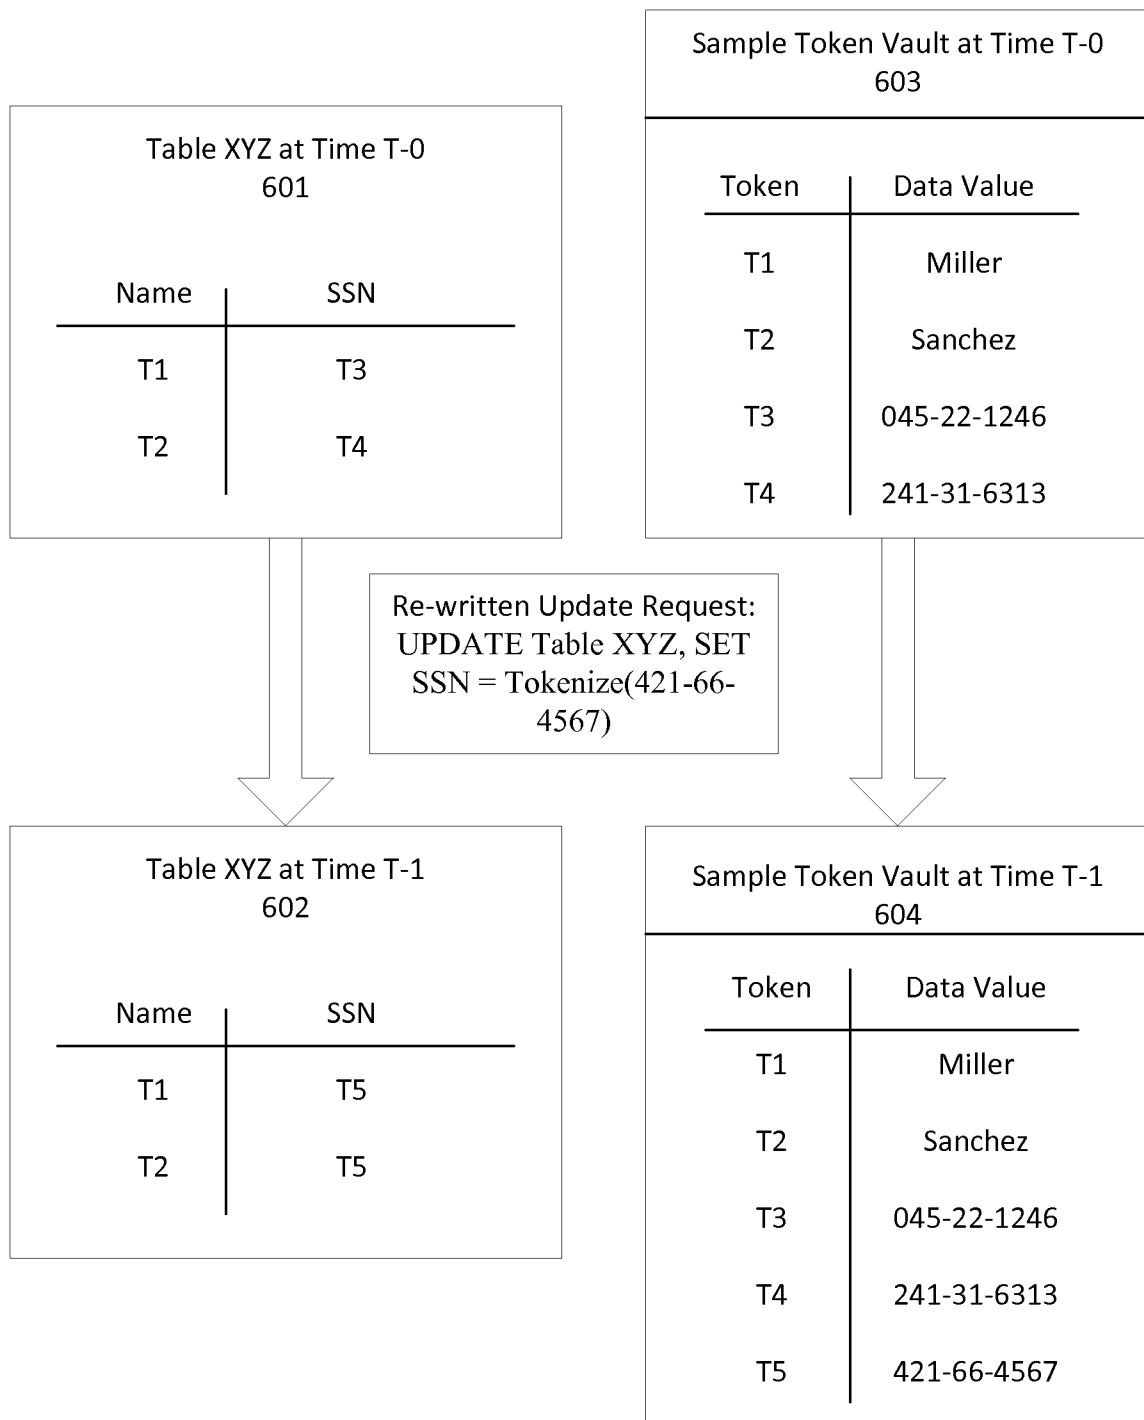 Sample Token Vault at Time T-0
603
Token Data Value
T1 Miller
T2 Sanchez
T3 045-22-1246
T4 241-31-6313
Table XYZ at Time T-0
601
Name SSN
T1 T3
T2 T4
Re-written Update Request:
UPDATE Table XYZ, SET
SSN = Tokenize(421-66-
4567)
Table XYZ at Time T-1
602
Name SSN
T1 T5
T2 T5
Sample Token Vault at Time T-1
604
Token Data Value
T1 Miller
T2 Sanchez
T3 045-22-1246
T4 241-31-6313
T5 421-66-4567